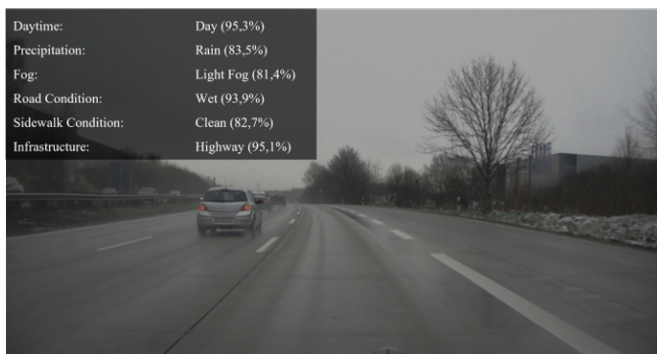 Daytime: Day (95,3%)
Precipitation: Rain (83,5%)
Fog: Light Fog (81,4%)
Road Condition: Wet (93,9%)
Sidewalk Condition: Clean (82,7%)
Infrastructure: Highway (95,1%)